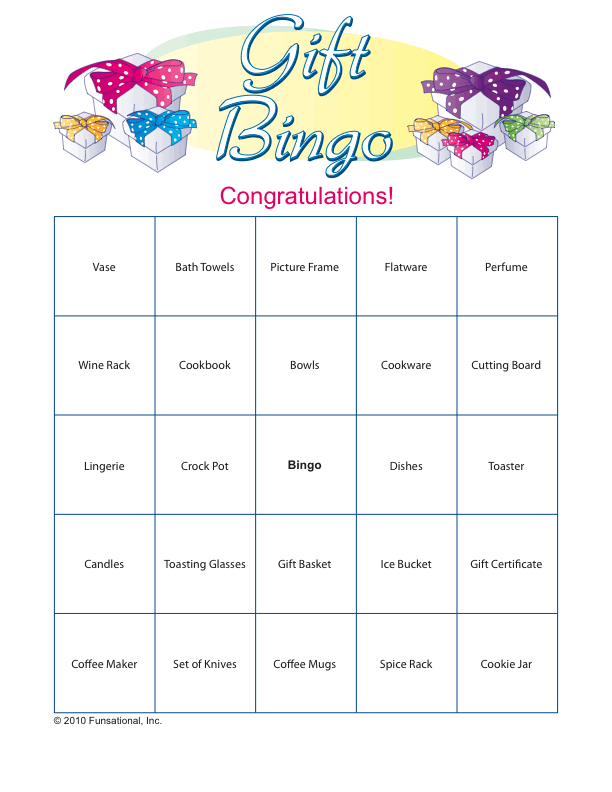 Gift
Bingo
Congratulations!
Vase Bath Towels Picture Frame Flatware Perfume
Wine Rack Cookbook Bowls Cookware Cutting Board
Lingerie Crock Pot Bingo Dishes Toaster
Candles Toasting Glasses Gift Basket Ice Bucket Gift Certificate
Coffee Maker Set of Knives Coffee Mugs Spice Rack Cookie Jar
© 2010 Funsational, Inc.